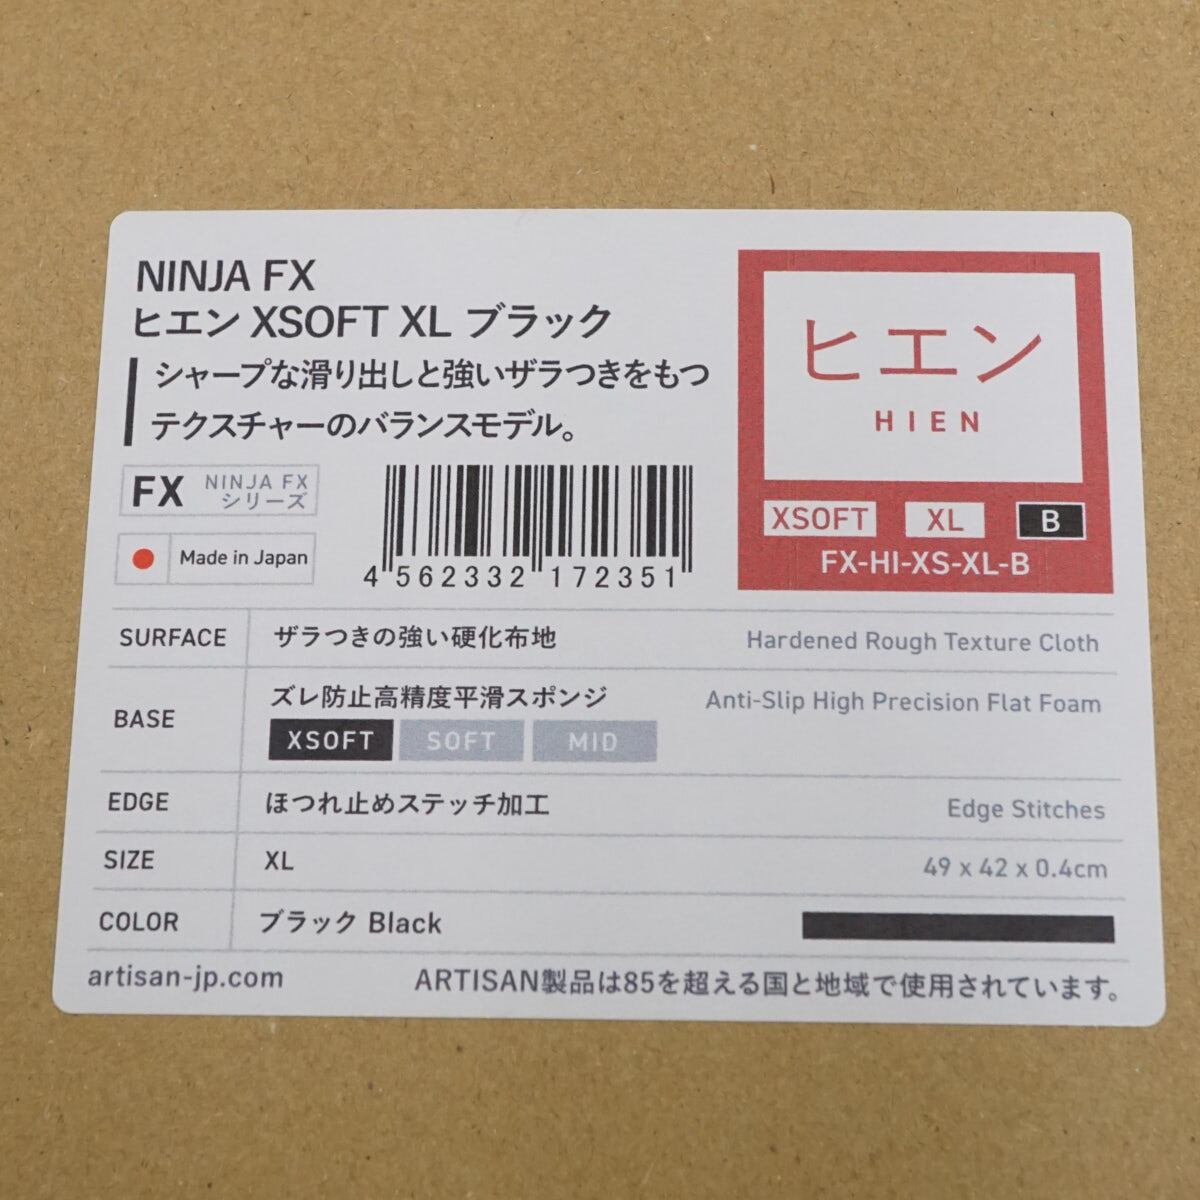 NINJA FX
ヒエン XSOFT XL ブラック
シャープな滑り出しと強いザラつきをもつ
テクスチャーのバランスモデル。
FX NINJA FX
シリーズ
Made in Japan
4 562332 172351
ヒエン
HIEN
XSOFT XL B
FX-HI-XS-XL-B
SURFACE ザラつきの強い硬化布地 Hardened Rough Texture Cloth
BASE ズレ防止高精度平滑スポンジ Anti-Slip High Precision Flat Foam
XSOFT SOFT MID
EDGE ほつれ止めステッチ加工 Edge Stitches
SIZE XL 49 x 42 x 0.4cm
COLOR ブラック Black
artisan-jp.com ARTISAN製品は85を超える国と地域で使用されています。